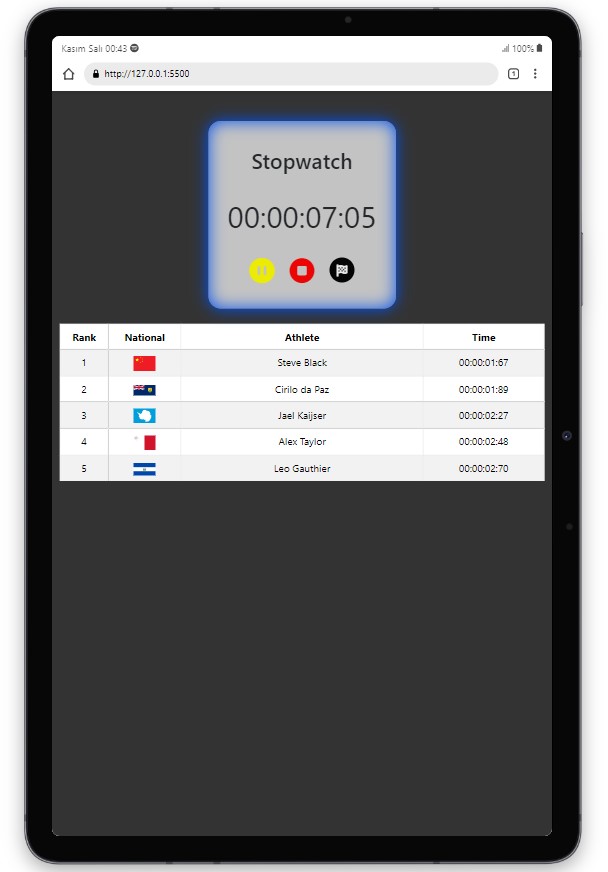 Kasım Salı 00:43 100%
http://127.0.0.1:5500 1
Stopwatch
00:00:07:05
Rank National Athlete Time
1 Steve Black 00:00:01:67
2 Cirilo da Paz 00:00:01:89
3 Jael Kaijser 00:00:02:27
4 Alex Taylor 00:00:02:48
5 Leo Gauthier 00:00:02:70